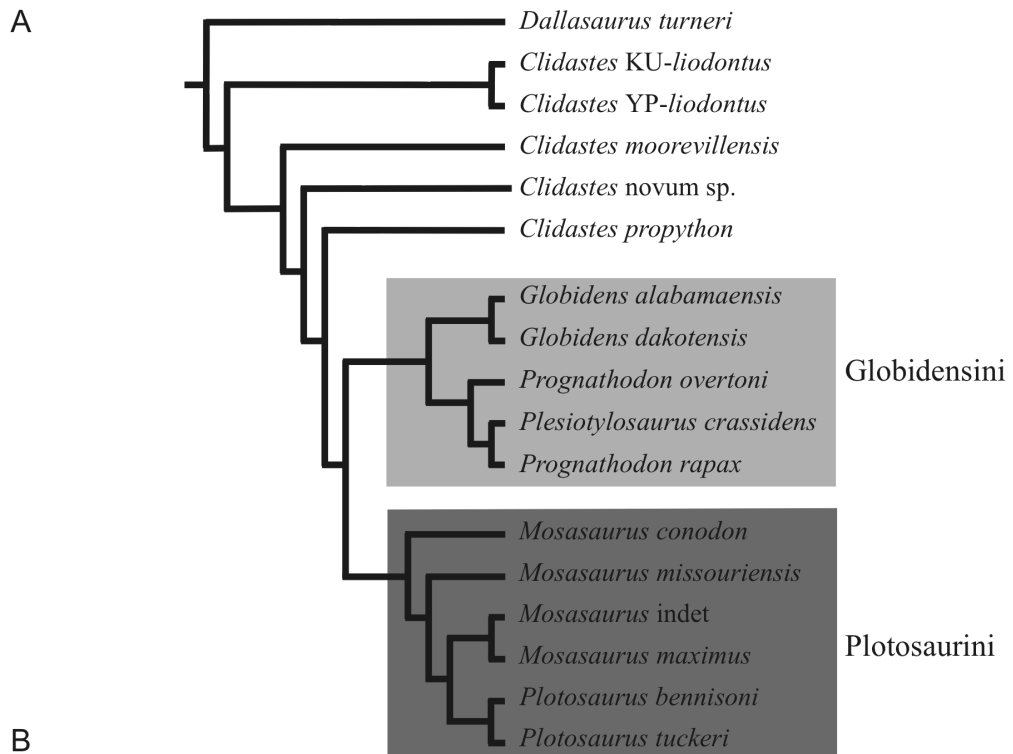 A
Dallasaurus turneri
Clidastes KU-liodontus
Clidastes YP-liodontus
Clidastes moorevillensis
Clidastes novum sp.
Clidastes propython
Globidens alabamaensis
Globidens dakotensis
Globidensini
Prognathodon overtoni
Plesiotylosaurus crassidens
Prognathodon rapax
Mosasaurus conodon
Mosasaurus missouriensis
Mosasaurus indet
Mosasaurus maximus
Plotosaurini
Plotosaurus bennisoni
Plotosaurus tuckeri
B